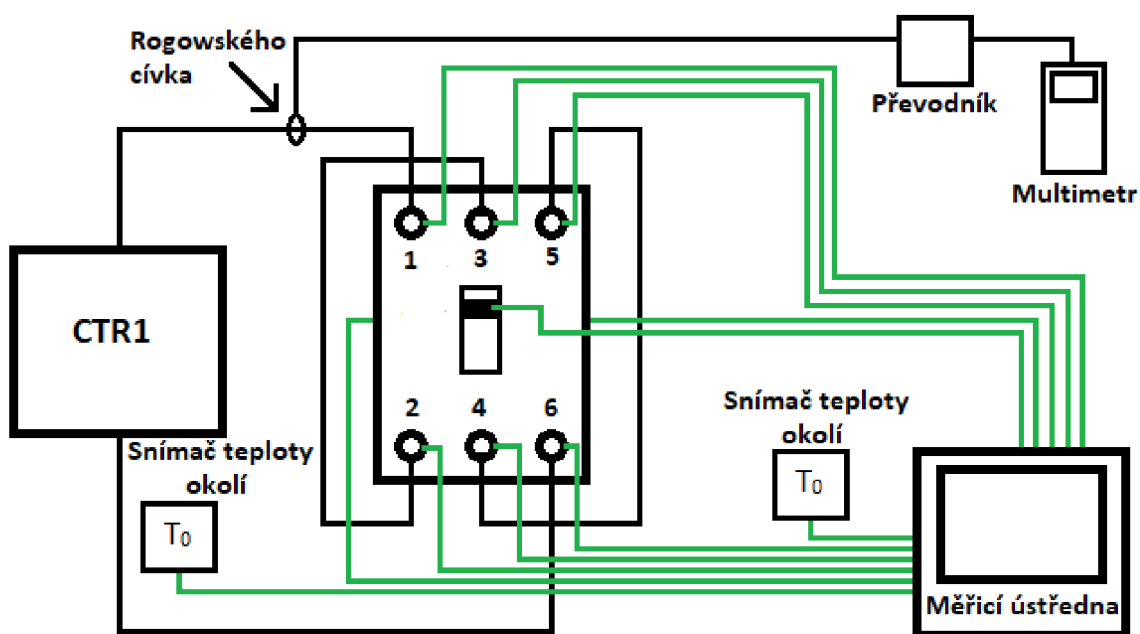 Rogowského
cívka
Převodník
Multimetr
1 3 5
CTR1
2 4 6
Snímač teploty
okolí
T₀
Snímač teploty
okolí
T₀
Měřicí ústředna